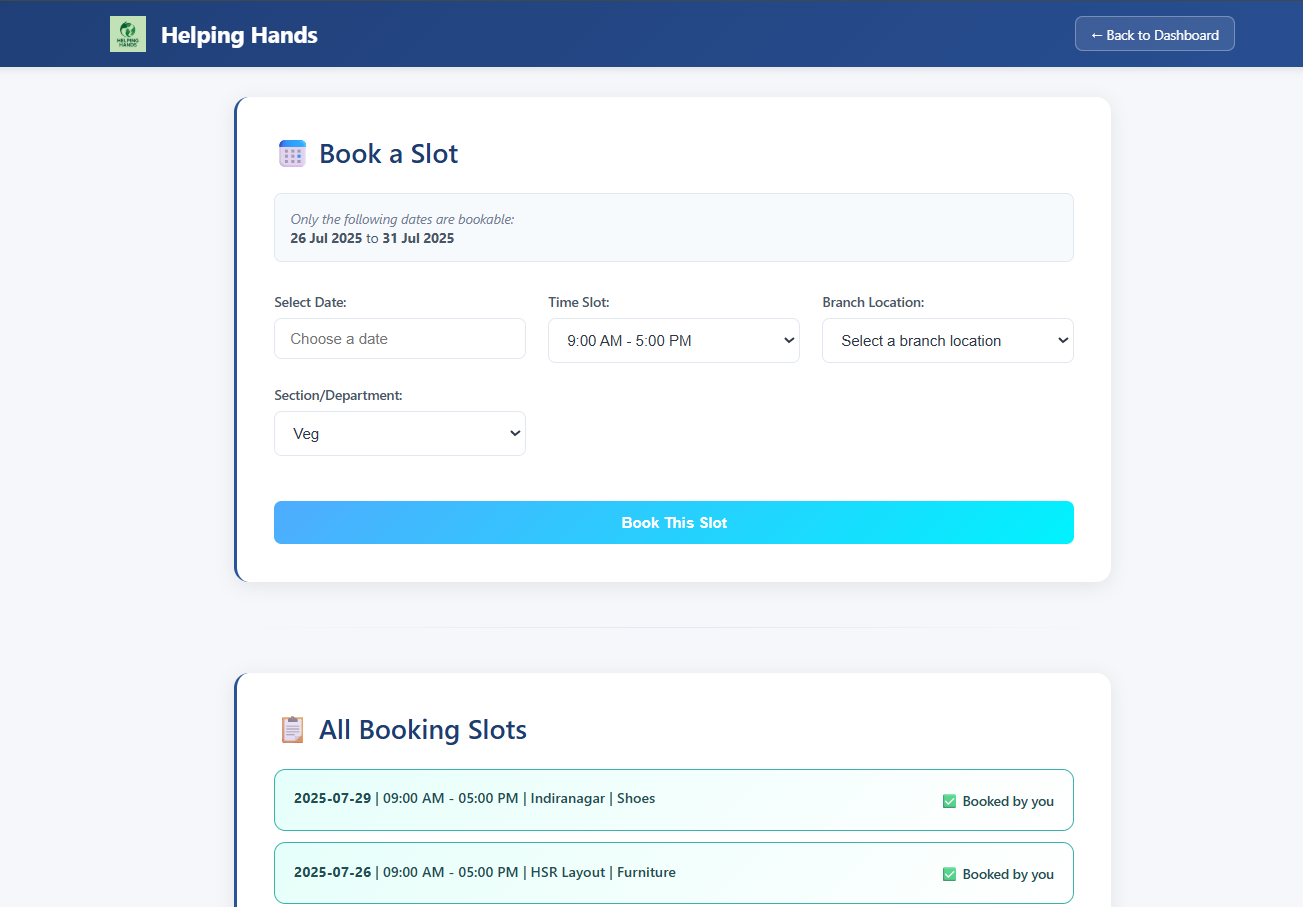 HELPING
HANDS
Helping Hands
← Back to Dashboard
Book a Slot
Only the following dates are bookable:
26 Jul 2025 to 31 Jul 2025
Select Date:
Time Slot:
Branch Location:
Choose a date
9:00 AM - 5:00 PM
Select a branch location
Section/Department:
Veg
Book This Slot
All Booking Slots
2025-07-29 | 09:00 AM - 05:00 PM | Indiranagar | Shoes
✅ Booked by you
2025-07-26 | 09:00 AM - 05:00 PM | HSR Layout | Furniture
✅ Booked by you